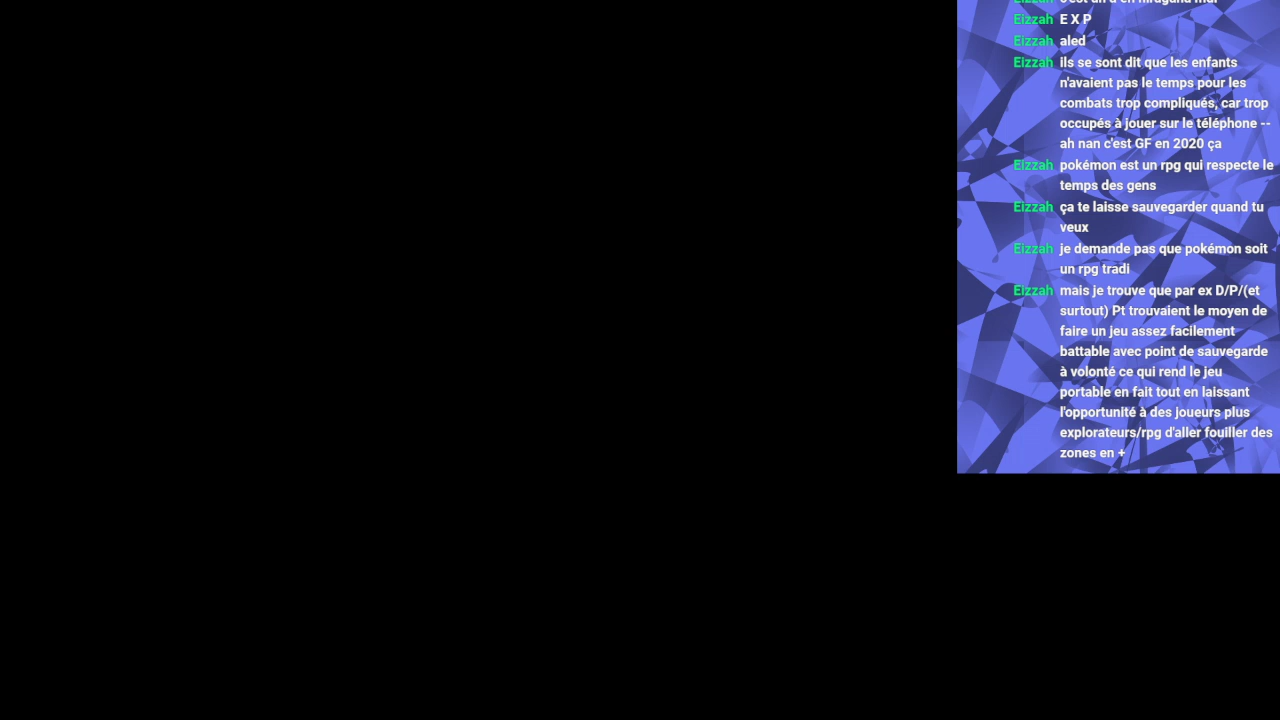 Eizzah E X P
Eizzah aled
Eizzah ils se sont dit que les enfants
n'avaient pas le temps pour les
combats trop compliqués, car trop
occupés à jouer sur le téléphone --
ah nan c'est GF en 2020 ça
Eizzah pokémon est un rpg qui respecte le
temps des gens
Eizzah ça te laisse sauvegarder quand tu
veux
Eizzah je demande pas que pokémon soit
un rpg tradi
Eizzah mais je trouve que par ex D/P/(et
surtout) Pt trouvaient le moyen de
faire un jeu assez facilement
battable avec point de sauvegarde
à volonté ce qui rend le jeu
portable en fait tout en laissant
l'opportunité à des joueurs plus
explorateurs/rpg d'aller fouiller des
zones en +